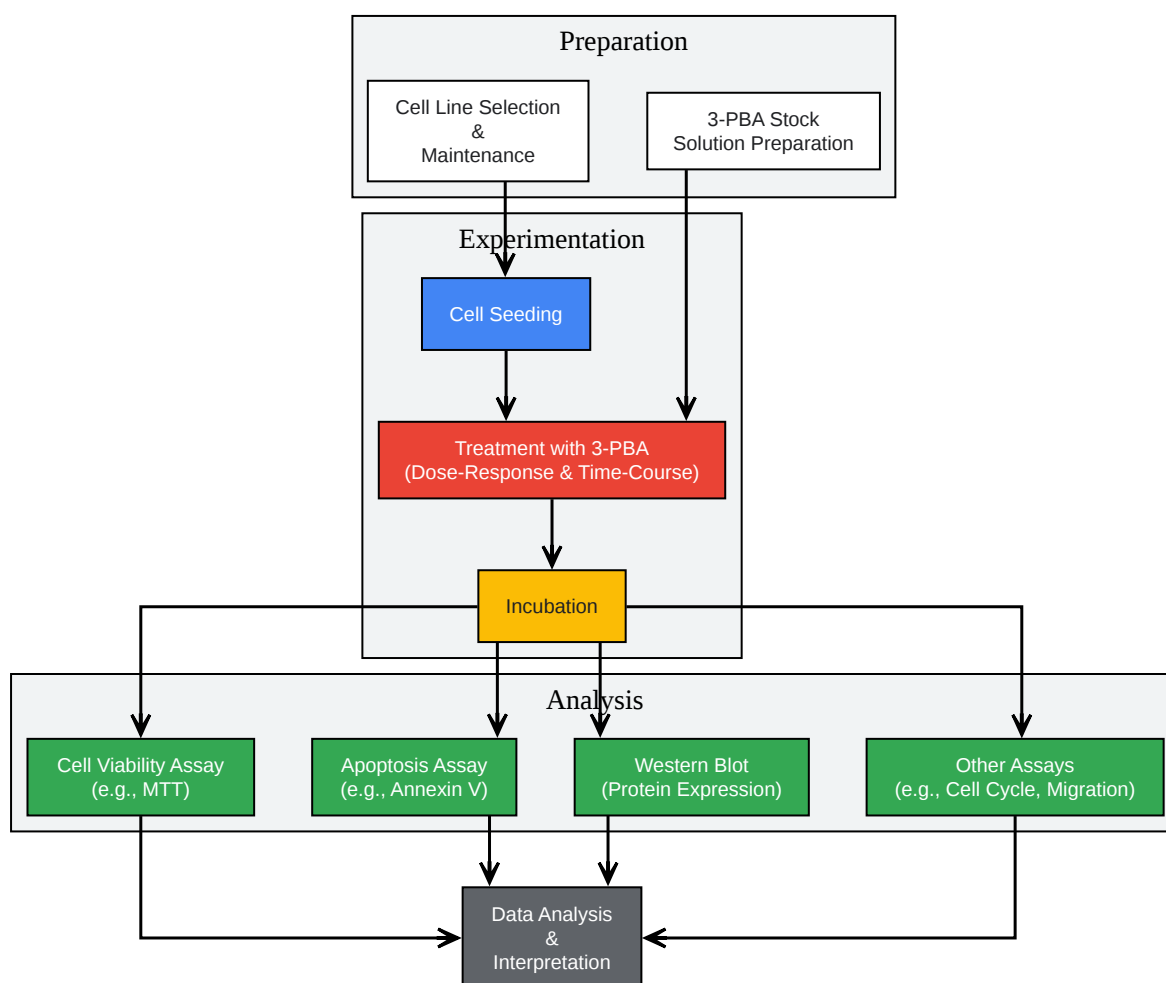 Preparation
Cell Line Selection
&
Maintenance
3-PBA Stock
Solution Preparation
Experimentation
Cell Seeding
Treatment with 3-PBA
(Dose-Response & Time-Course)
Incubation
Analysis
Cell Viability Assay
(e.g., MTT)
Apoptosis Assay
(e.g., Annexin V)
Western Blot
(Protein Expression)
Other Assays
(e.g., Cell Cycle, Migration)
Data Analysis
&
Interpretation